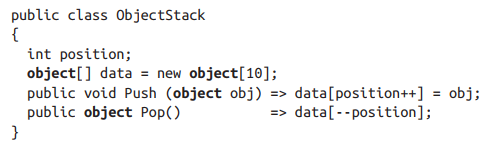 public class ObjectStack
{
  int position;
  object[] data = new object[10];
  public void Push (object obj) => data[position++] = obj;
  public object Pop()           => data[--position];
}